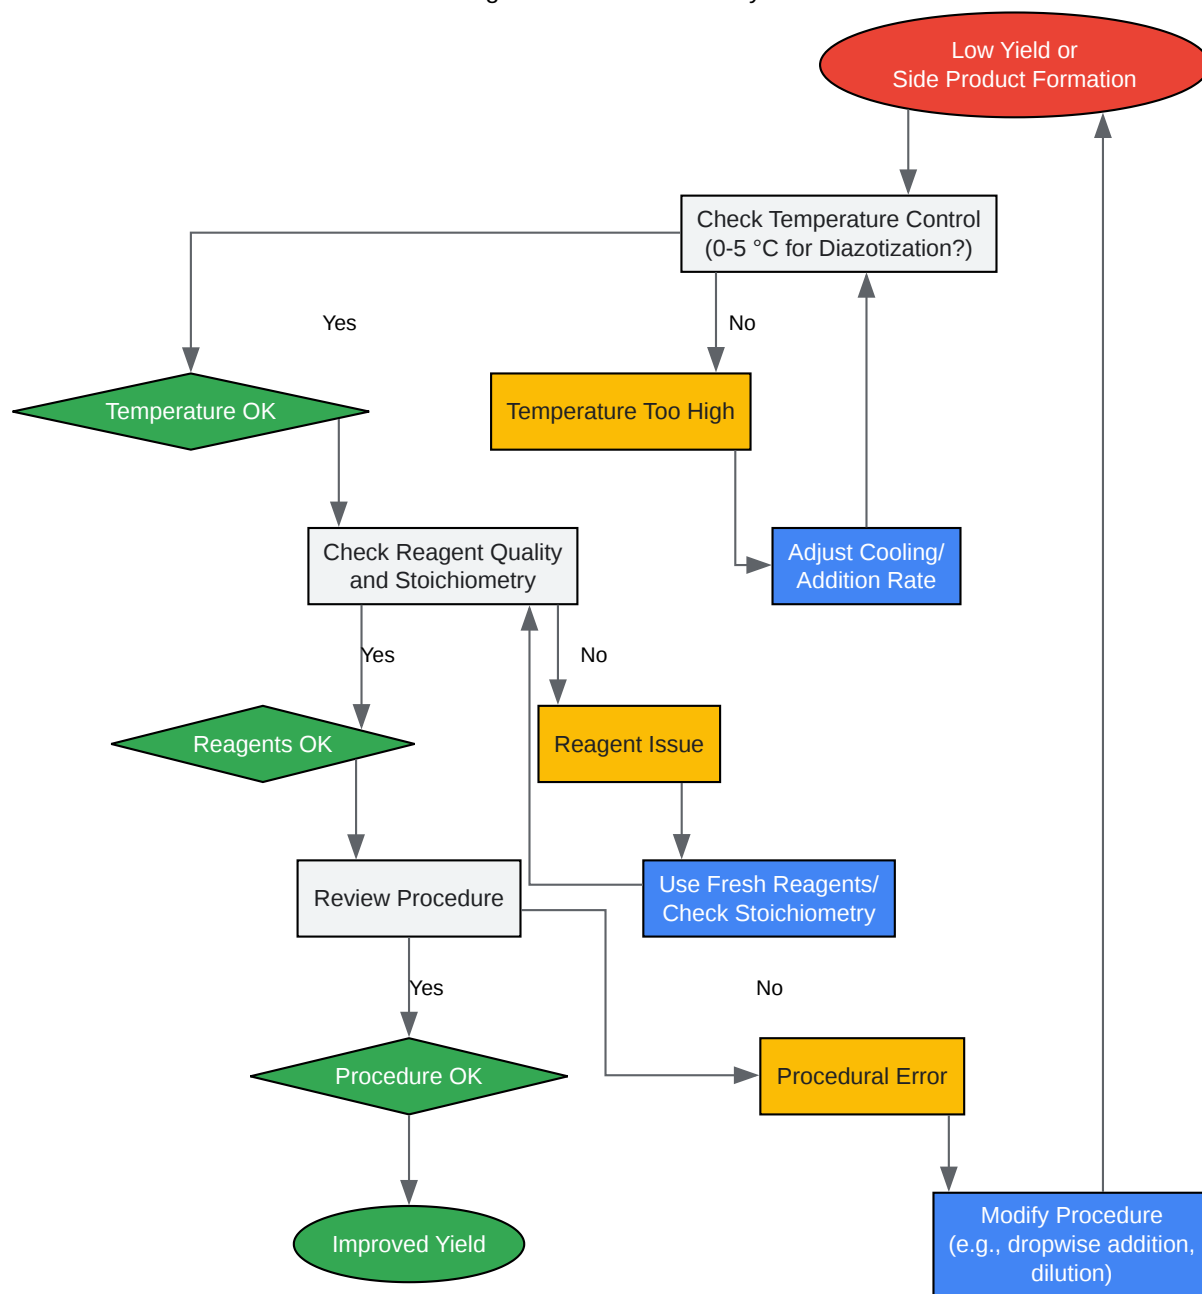 Low Yield or
Side Product Formation
Check Temperature Control
(0-5 °C for Diazotization?)
Yes
No
Temperature OK
Temperature Too High
Check Reagent Quality
and Stoichiometry
Adjust Cooling/
Addition Rate
Yes
No
Reagents OK
Reagent Issue
Review Procedure
Use Fresh Reagents/
Check Stoichiometry
Yes
No
Procedure OK
Procedural Error
Improved Yield
Modify Procedure
(e.g., dropwise addition,
dilution)